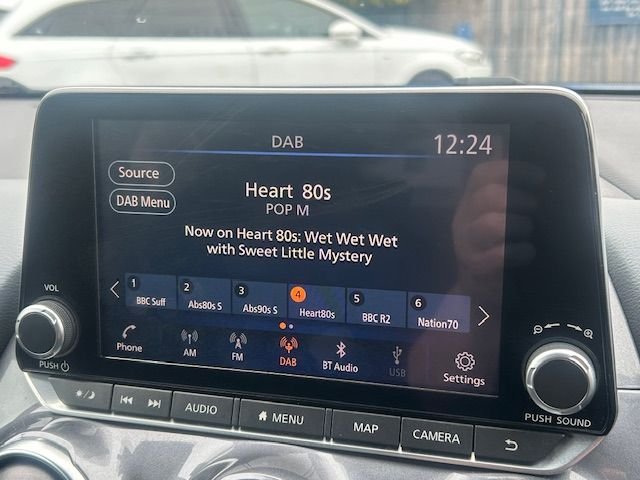 DAB
12:24
Source
DAB Menu
Heart 80s
POP M
Now on Heart 80s: Wet Wet Wet
with Sweet Little Mystery
1 BBC Suff
2 Abs80s S
3 Abs90s S
4 Heart80s
5 BBC R2
6 Nation70
Phone
AM
FM
DAB
BT Audio
USB
Settings
VOL
PUSH
AUDIO
MENU
MAP
CAMERA
PUSH SOUND